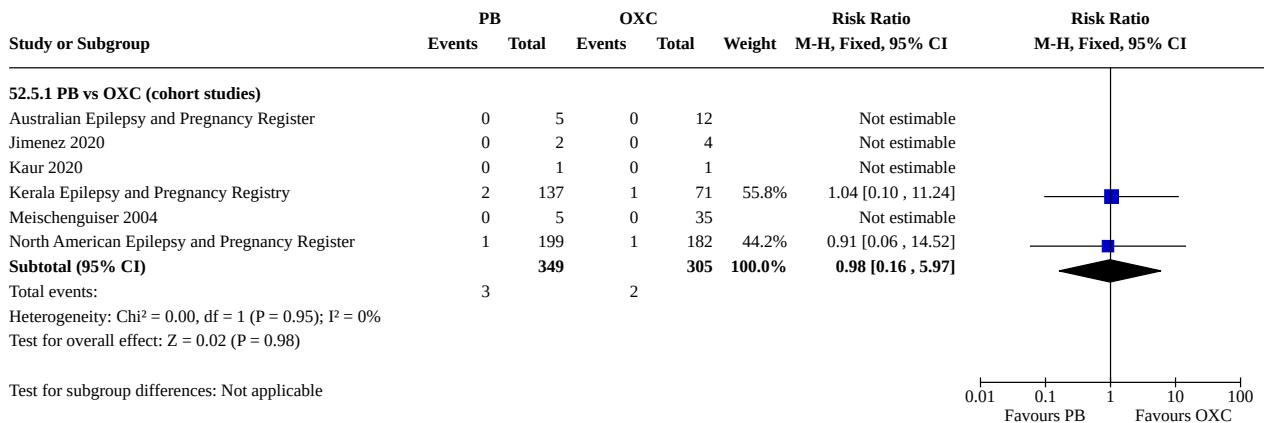 PB OXC Risk Ratio Risk Ratio
Study or Subgroup Events Total Events Total Weight M-H, Fixed, 95% CI M-H, Fixed, 95% CI
52.5.1 PB vs OXC (cohort studies)
Australian Epilepsy and Pregnancy Register 0 5 0 12 Not estimable
Jimenez 2020 0 2 0 4 Not estimable
Kaur 2020 0 1 0 1 Not estimable
Kerala Epilepsy and Pregnancy Registry 2 137 1 71 55.8% 1.04 [0.10 , 11.24]
Meischenguiser 2004 0 5 0 35 Not estimable
North American Epilepsy and Pregnancy Register 1 199 1 182 44.2% 0.91 [0.06 , 14.52]
Subtotal (95% CI) 349 305 100.0% 0.98 [0.16 , 5.97]
Total events: 3 2
Heterogeneity: Chi² = 0.00, df = 1 (P = 0.95); I² = 0%
Test for overall effect: Z = 0.02 (P = 0.98)
Test for subgroup differences: Not applicable
0.01 0.1 1 10 100
Favours PB Favours OXC